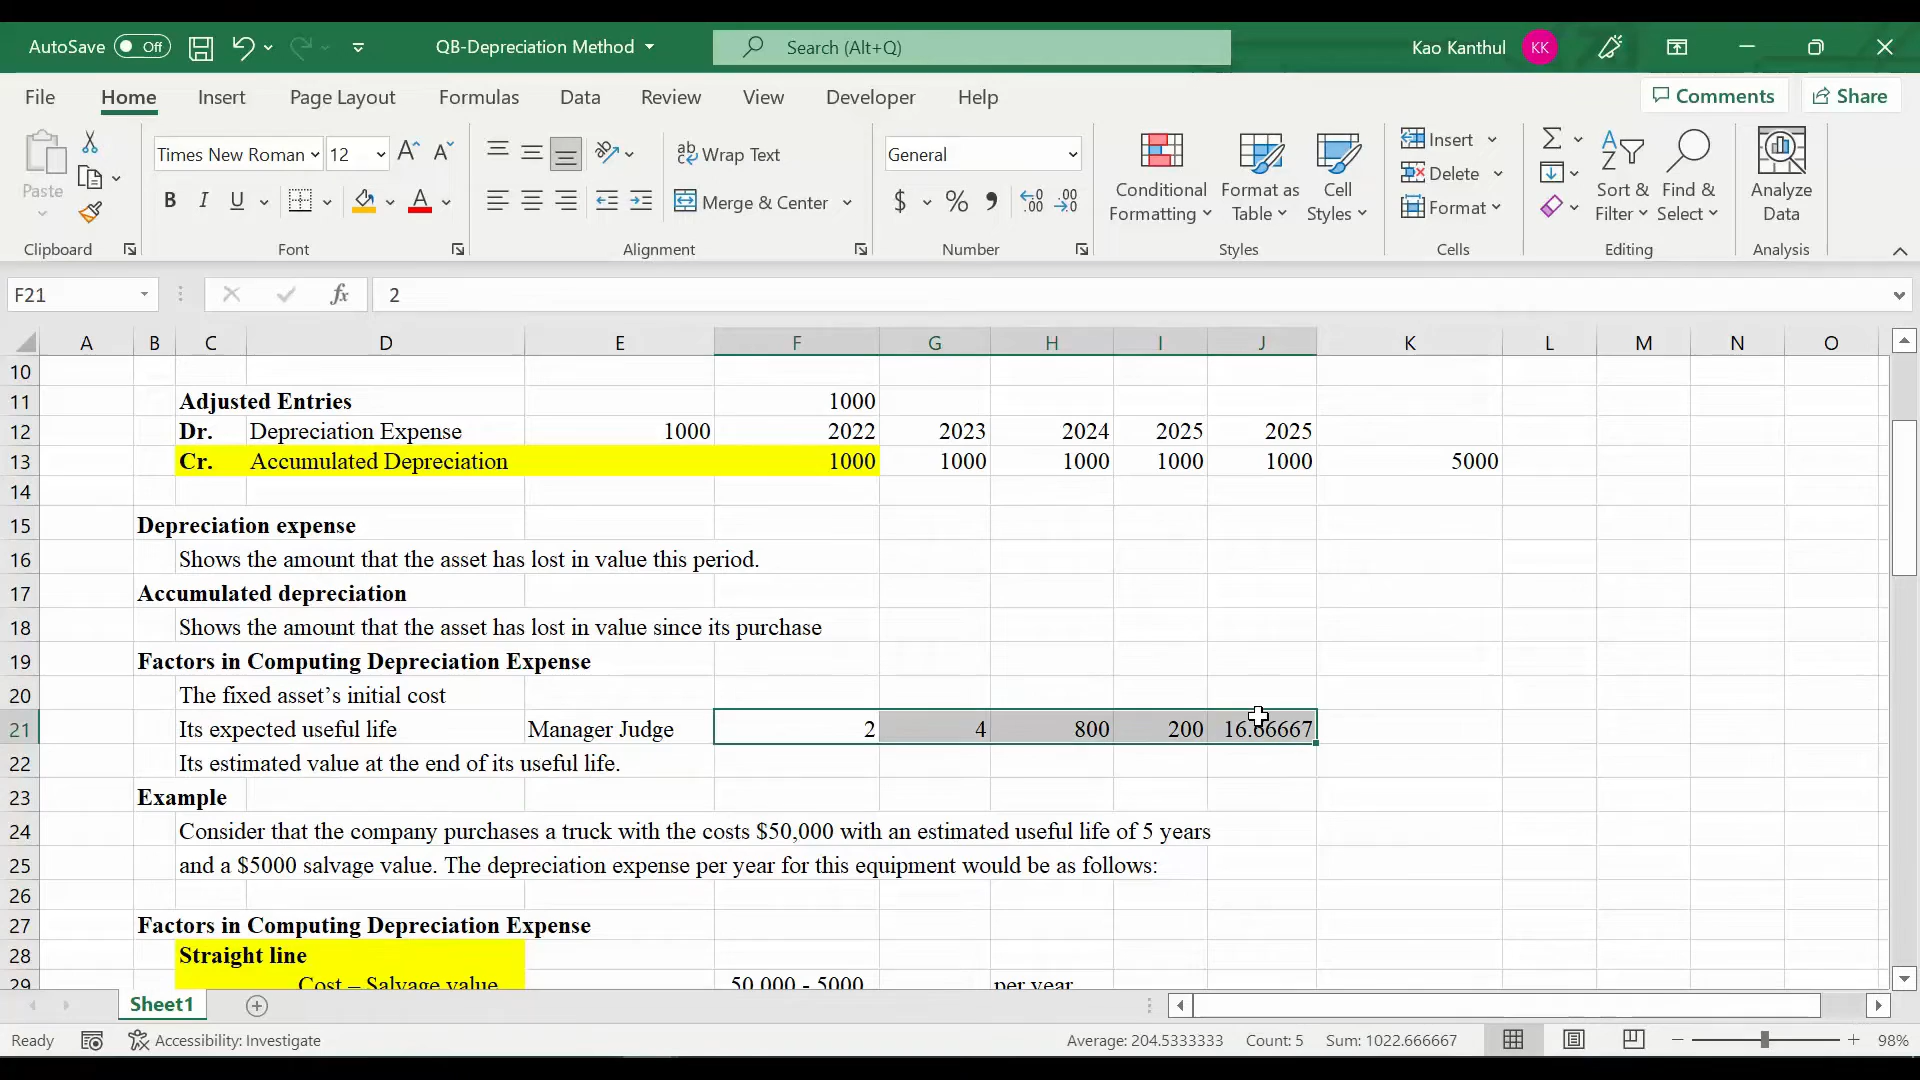 AutoSave Off QB-Depreciation Method Search (Alt+Q) Kao Kanthul KK
File Home Insert Page Layout Formulas Data Review View Developer Help Comments Share
Paste Times New Roman 12 A A ab Wrap Text General Conditional Formatting Format as Table Cell Styles Insert Delete Format Sort & Filter Find & Select Analyze Data
B I U A Merge & Center $ % 9
Clipboard Font Alignment Number Styles Cells Editing Analysis
F21 fx 2
A B C D E F G H I J K L M N O
10
11 Adjusted Entries 1000
12 Dr. Depreciation Expense 1000 2022 2023 2024 2025 2025
13 Cr. Accumulated Depreciation 1000 1000 1000 1000 1000 5000
14
15 Depreciation expense
16 Shows the amount that the asset has lost in value this period.
17 Accumulated depreciation
18 Shows the amount that the asset has lost in value since its purchase
19 Factors in Computing Depreciation Expense
20 The fixed asset’s initial cost
21 Its expected useful life Manager Judge 2 4 800 200 16.66667
22 Its estimated value at the end of its useful life.
23 Example
24 Consider that the company purchases a truck with the costs $50,000 with an estimated useful life of 5 years
25 and a $5000 salvage value. The depreciation expense per year for this equipment would be as follows:
26
27 Factors in Computing Depreciation Expense
28 Straight line
29 Cost – Salvage value 50,000 - 5000 per year
Sheet1
Ready Accessibility: Investigate Average: 204.5333333 Count: 5 Sum: 1022.666667 98%